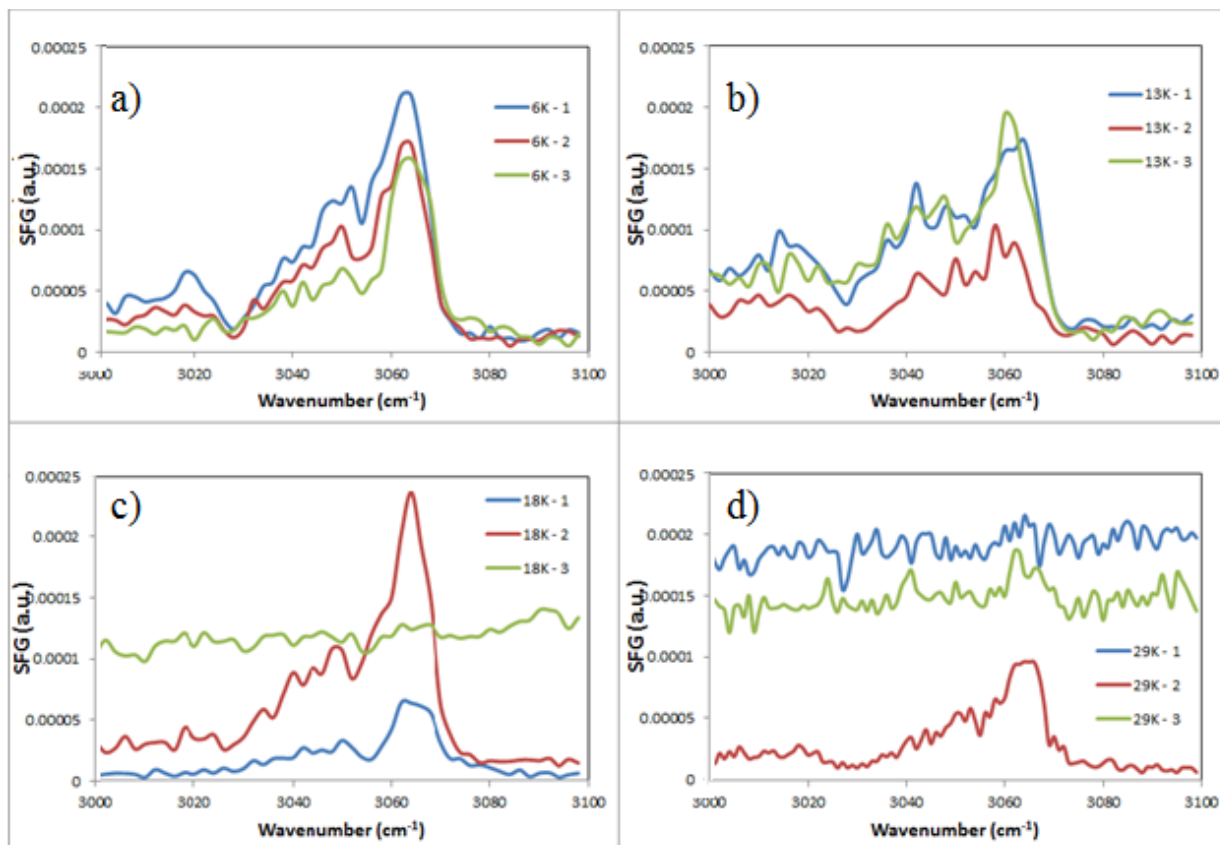 0.00025
0.0002
0.00015
0.0001
0.00005
0
SFG (a.u.)
a)
6K - 1
6K - 2
6K - 3
3000 3020 3040 3060 3080 3100
Wavenumber (cm⁻¹)
0.00025
0.0002
0.00015
0.0001
0.00005
0
SFG (a.u.)
b)
13K - 1
13K - 2
13K - 3
3000 3020 3040 3060 3080 3100
Wavenumber (cm⁻¹)
0.00025
0.0002
0.00015
0.0001
0.00005
0
SFG (a.u.)
c)
18K - 1
18K - 2
18K - 3
3000 3020 3040 3060 3080 3100
Wavenumber (cm⁻¹)
0.00025
0.0002
0.00015
0.0001
0.00005
0
SFG (a.u.)
d)
29K - 1
29K - 2
29K - 3
3000 3020 3040 3060 3080 3100
Wavenumber (cm⁻¹)